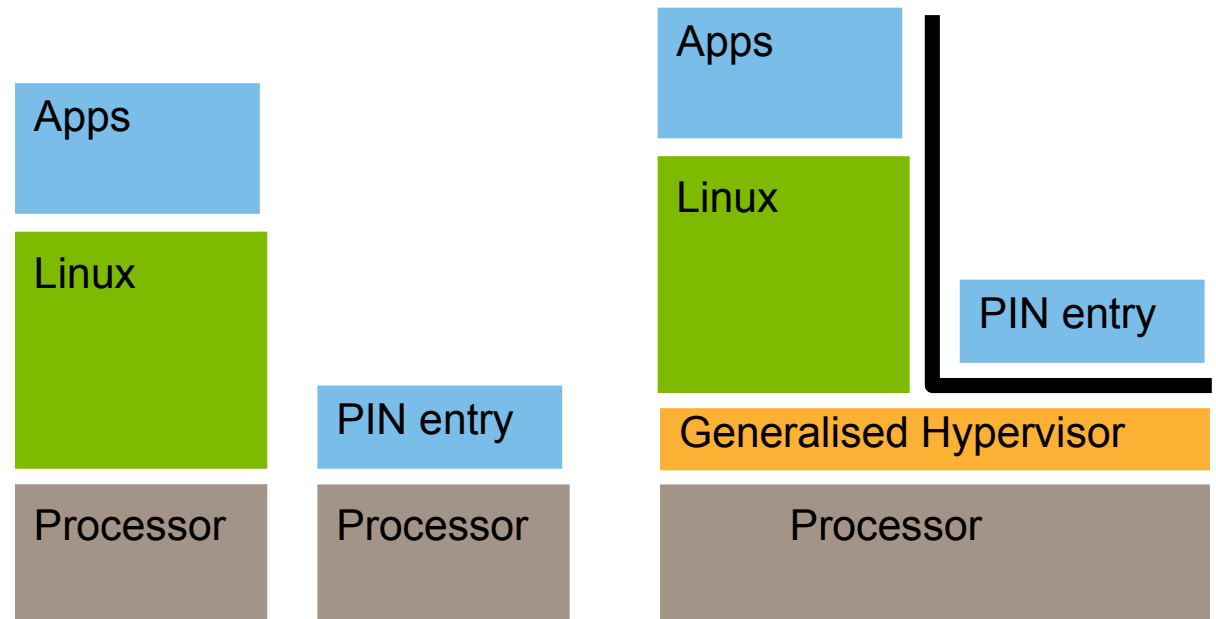 Apps
Linux
Processor
PIN entry
Processor
Apps
Linux
PIN entry
Generalised Hypervisor
Processor